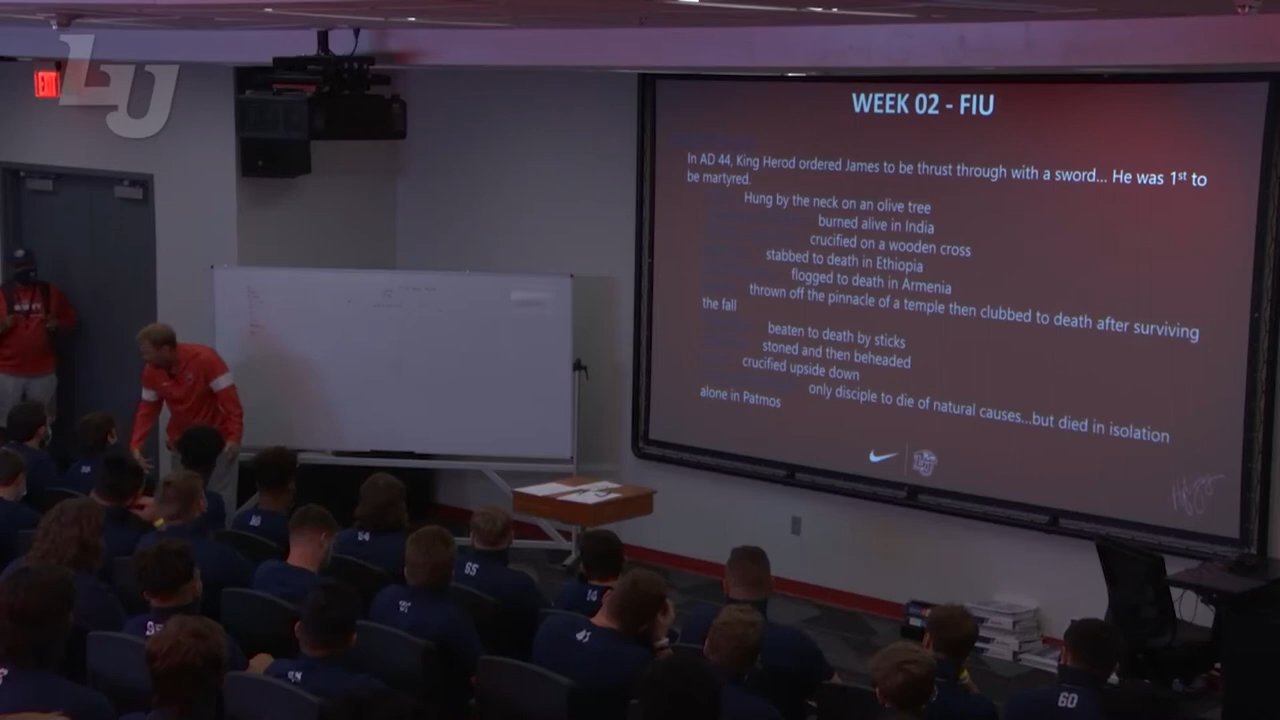 LU
EXIT
WEEK 02 - FIU
In AD 44, King Herod ordered James to be thrust through with a sword... He was 1st to
be martyred.
Hung by the neck on an olive tree
burned alive in India
crucified on a wooden cross
stabbed to death in Ethiopia
flogged to death in Armenia
thrown off the pinnacle of a temple then clubbed to death after surviving
the fall
beaten to death by sticks
stoned and then beheaded
crucified upside down
only disciple to die of natural causes...but died in isolation
alone in Patmos
65
14
60